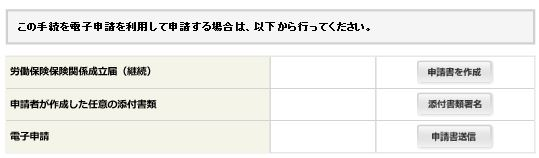 この手続を電子申請を利用して申請する場合は、以下から行ってください。
労働保険保険関係成立届（継続） 申請書を作成
申請者が作成した任意の添付書類 添付書類署名
電子申請 申請書送信